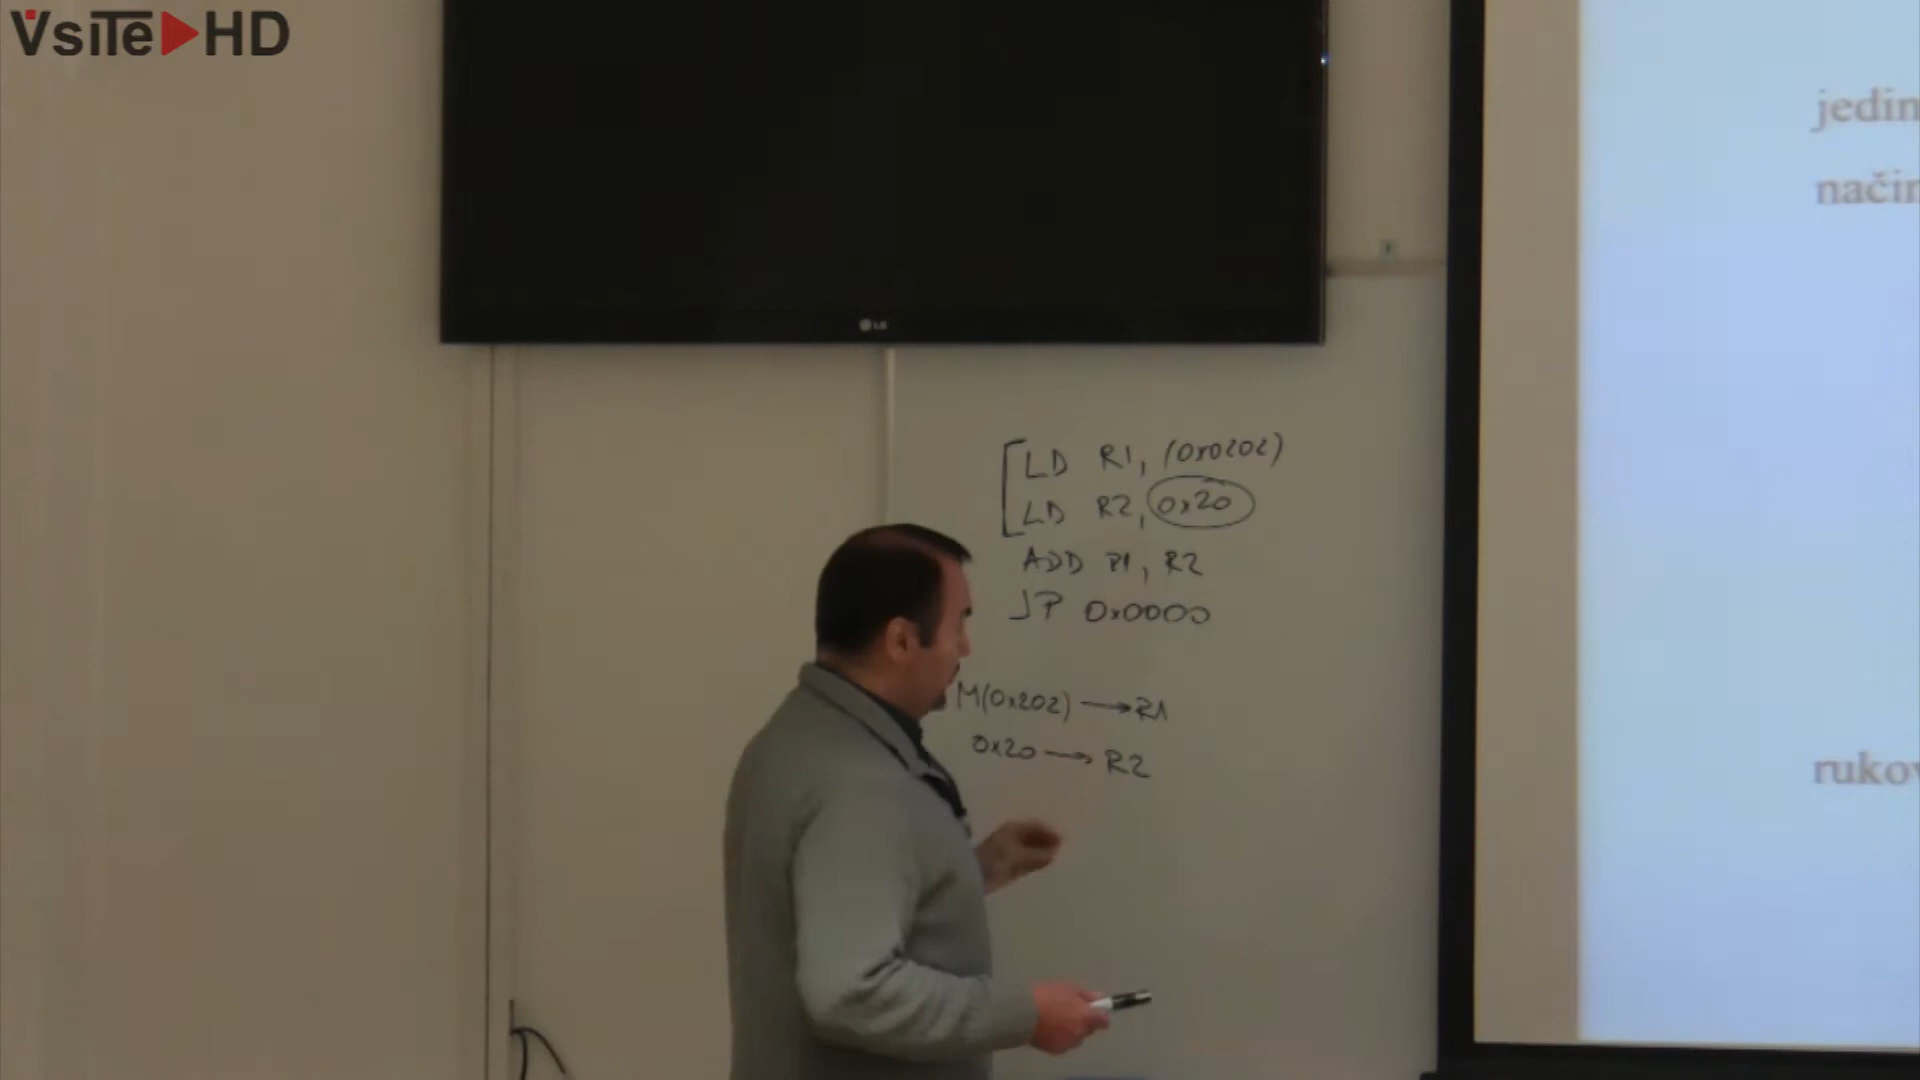 VsiTe HD
jedin
način
LG
LD R1, (0x0202)
LD R2, 0x20
ADD R1, R2
JP 0x0000
M(0x202) → R1
0x20 → R2
rukov